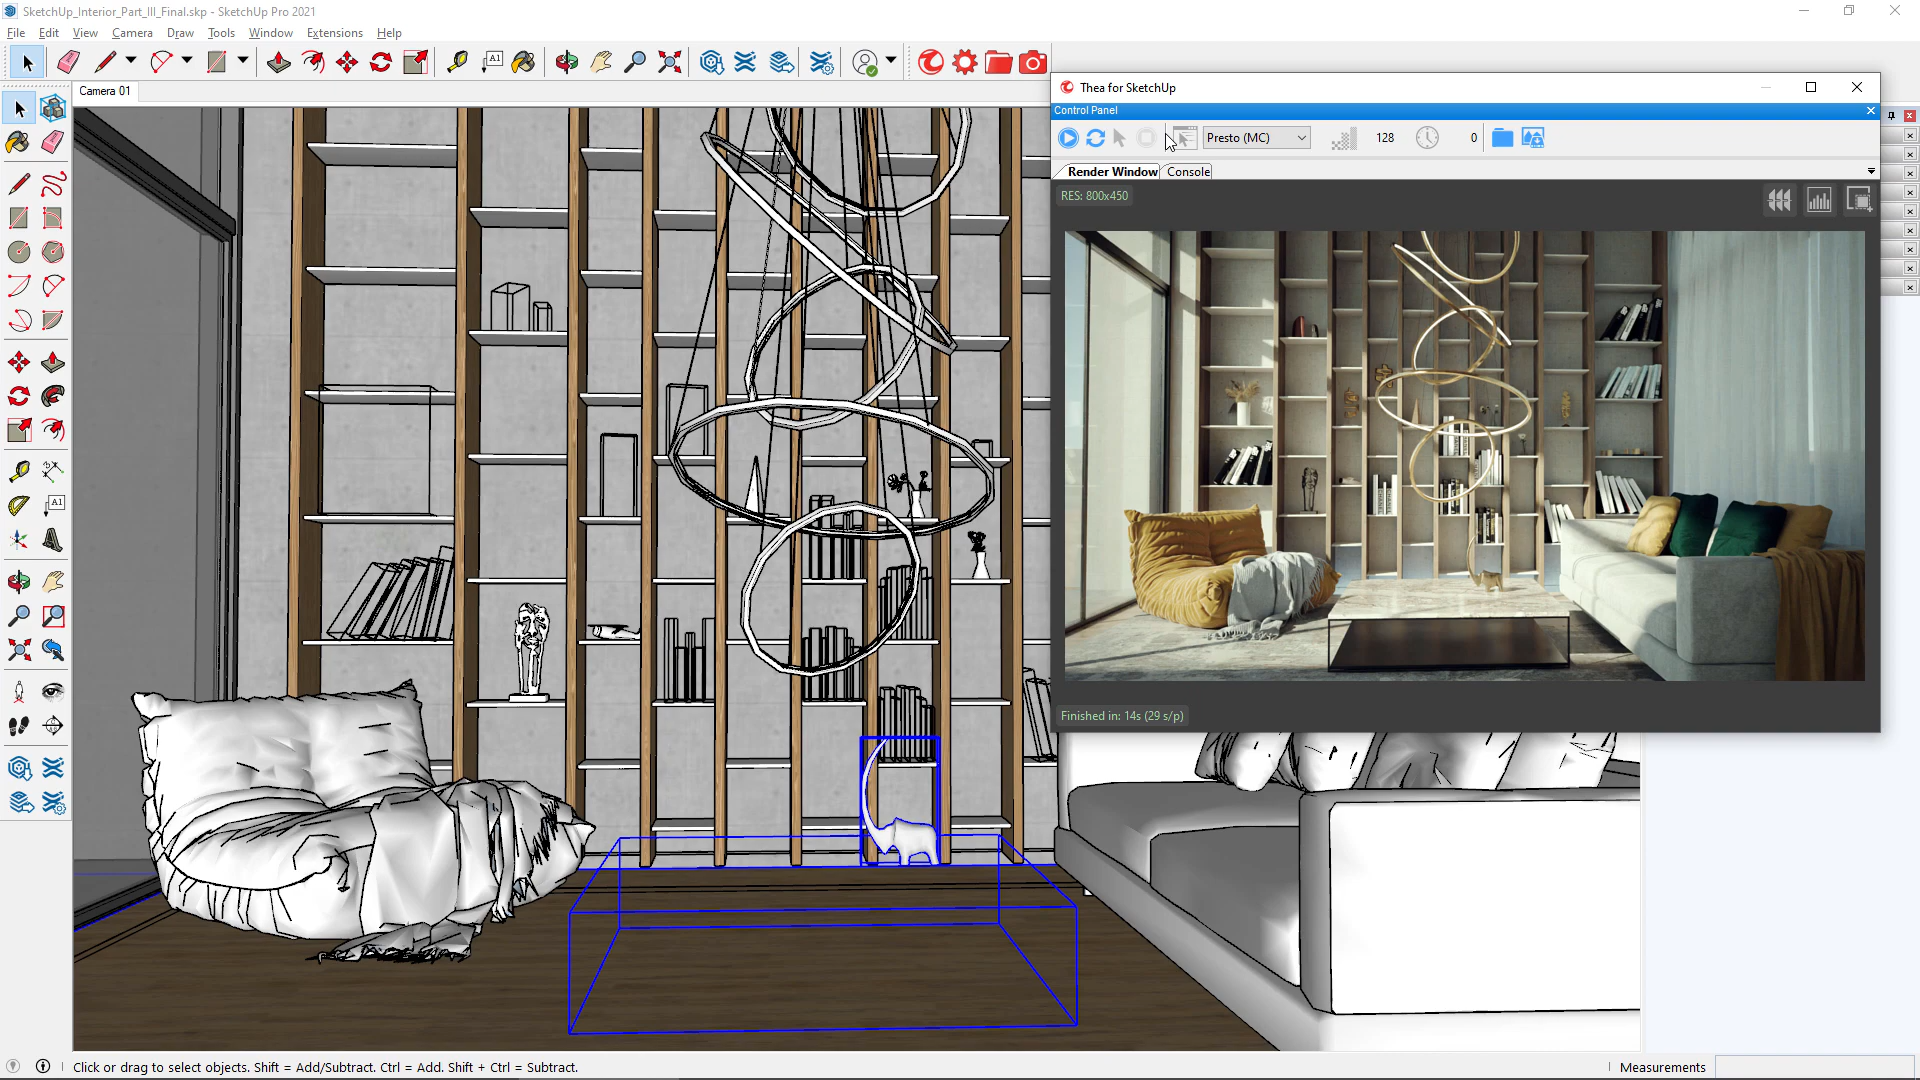 SketchUp_Interior_Part_III_Final.skp - SketchUp Pro 2021
File Edit View Camera Draw Tools Window Extensions Help
A1
Camera 01
Thea for SketchUp
Control Panel
Presto (MC) 128 0
Render Window Console
RES: 800x450
A1
Finished in: 14s (29 s/p)
Click or drag to select objects. Shift = Add/Subtract. Ctrl = Add. Shift + Ctrl = Subtract. Measurements